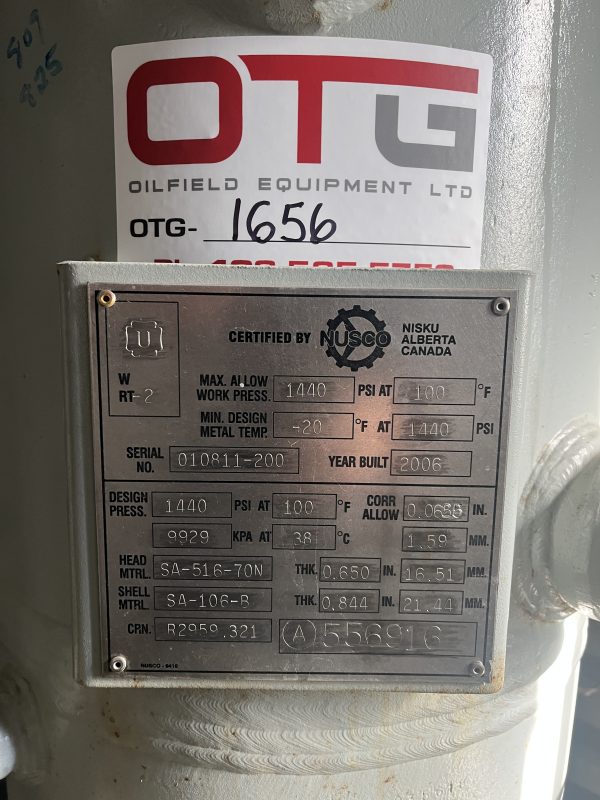 909
825
OTG
OILFIELD EQUIPMENT LTD
OTG- 1656
U
W
RT-2
CERTIFIED BY NUSCO NISKU ALBERTA CANADA
MAX. ALLOW WORK PRESS. 1440 PSI AT 100 °F
MIN. DESIGN METAL TEMP. -20 °F AT 1440 PSI
SERIAL NO. 010811-200 YEAR BUILT 2006
DESIGN PRESS. 1440 PSI AT 100 °F CORR ALLOW IN.
9929 KPA AT 38 °C 1.59 MM.
HEAD MTRL. SA-516-70N THK. 0.650 IN. 16.51 MM.
SHELL MTRL. SA-106-B THK. 0.844 IN. 21.44 MM.
CRN. R2959.321 A 556916